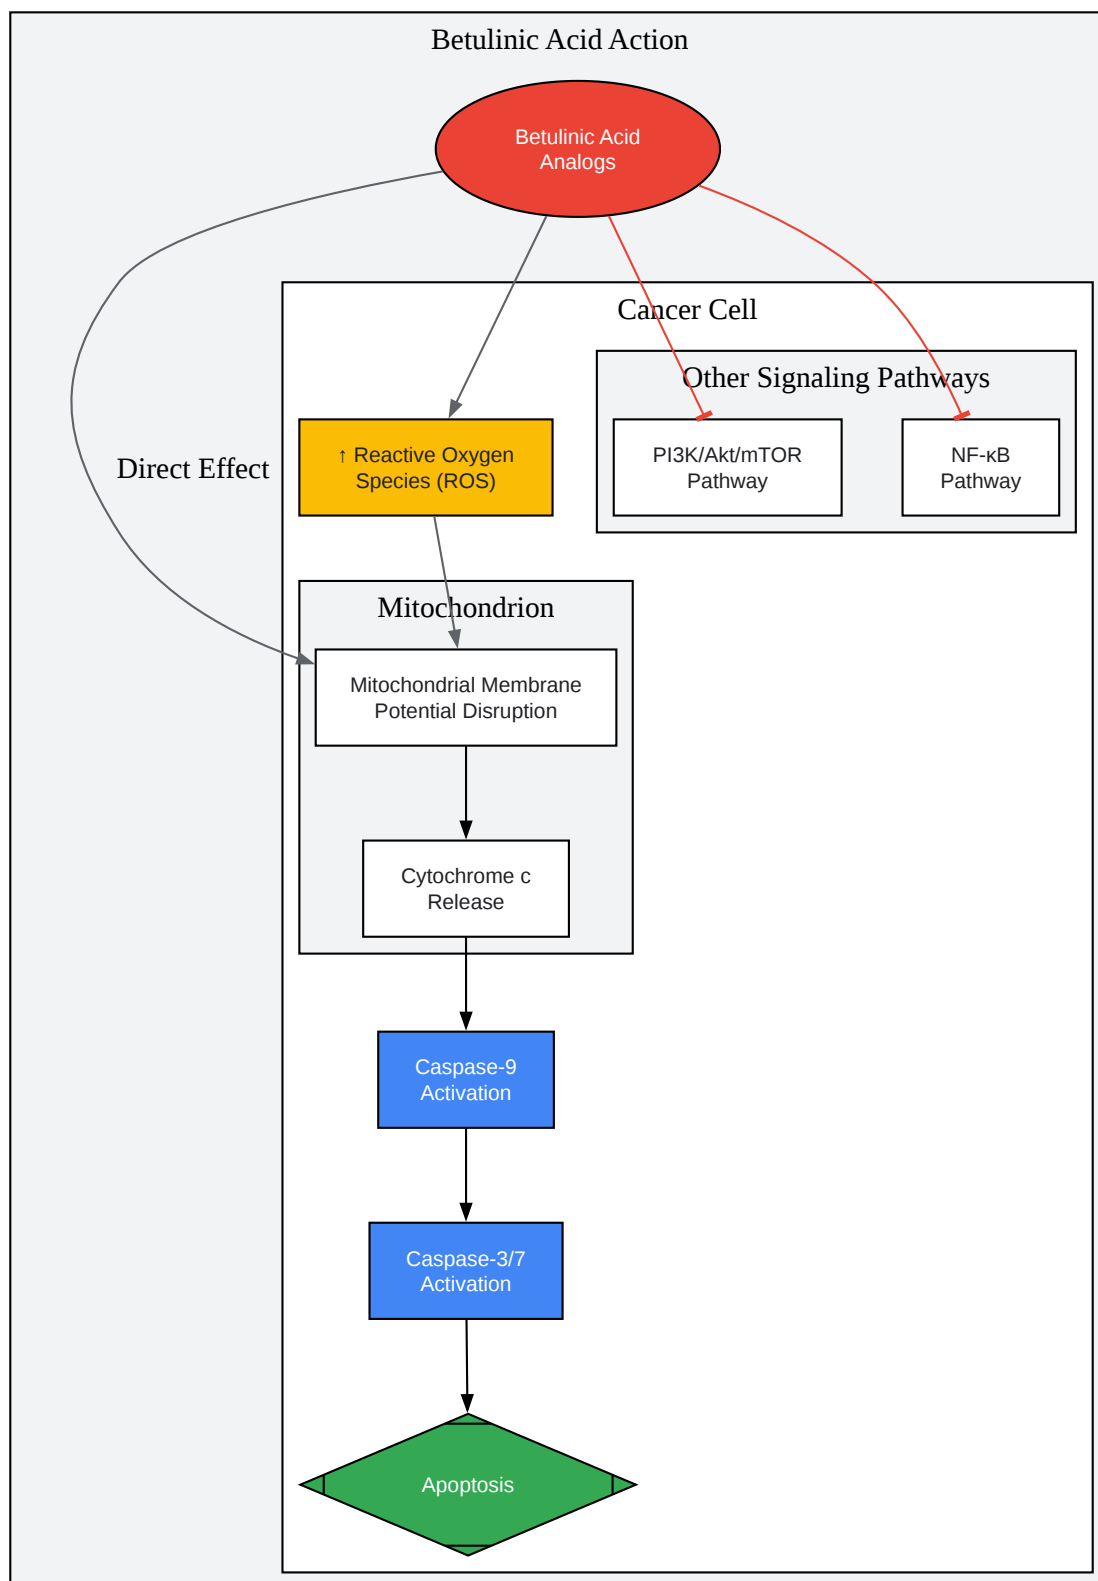 Betulinic Acid Action
Betulinic Acid
Analogs
Cancer Cell
Other Signaling Pathways
Direct Effect
↑ Reactive Oxygen
Species (ROS)
PI3K/Akt/mTOR
Pathway
NF-κB
Pathway
Mitochondrion
Mitochondrial Membrane
Potential Disruption
Cytochrome c
Release
Caspase-9
Activation
Caspase-3/7
Activation
Apoptosis